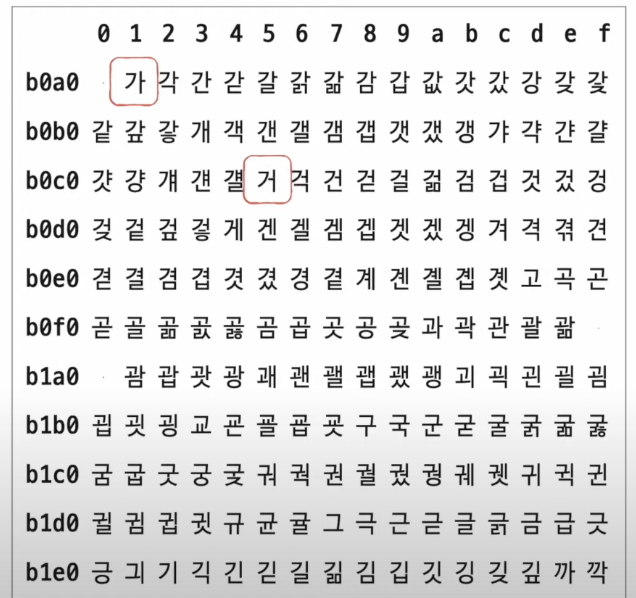 0 1 2 3 4 5 6 7 8 9 a b c d e f
b0a0 가 각 간 갇 갈 갉 갊 감 갑 값 갓 갔 강 갖 갗
b0b0 같 갚 갛 개 객 갠 갤 갬 갭 갯 갰 갱 갸 갹 갼 걀
b0c0 걋 걍 걔 걘 걜 거 걱 건 걷 걸 걺 검 겁 것 겄 겅
b0d0 겆 겉 겊 겋 게 겐 겔 겜 겝 겟 겠 겡 겨 격 겪 견
b0e0 겯 결 겸 겹 겻 겼 경 곁 계 곈 곌 곕 곗 고 곡 곤
b0f0 곧 골 곪 곬 곯 곰 곱 곳 공 곶 과 곽 관 괄 괆
b1a0 괌 괍 괏 광 괘 괜 괠 괩 괬 괭 괴 괵 괸 괼 굄
b1b0 굅 굇 굉 교 굔 굘 굡 굣 구 국 군 굳 굴 굵 굶 굻
b1c0 굼 굽 굿 궁 궂 궈 궉 권 궐 궜 궝 궤 궷 귀 귁 귄
b1d0 귈 귐 귑 귓 규 균 귤 그 극 근 귿 글 긁 금 급 긋
b1e0 긍 긔 기 긱 긴 긷 길 긺 김 깁 깃 깅 깆 깊 까 깍